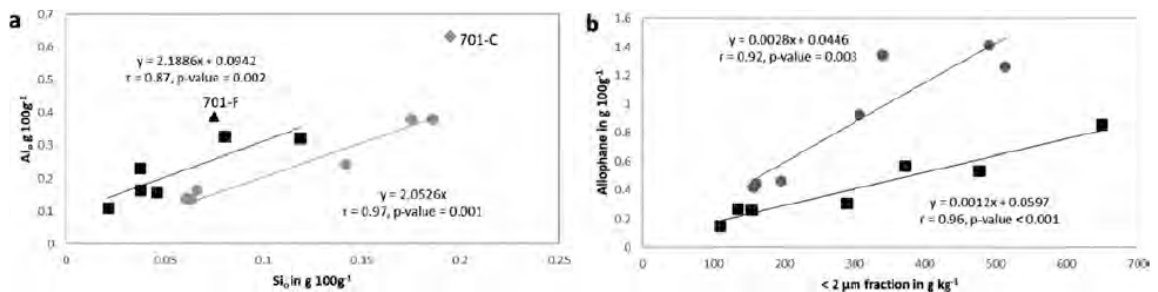 a
0,7
0.6
0.5
0.4
0.3
0.2
0.1
0
0
0.05
0.1
0.15
0.2
0.25
Alₒ g 100g⁻¹
Siₒ in g 100g⁻¹
701-C
y = 2.1886x + 0.0942
r = 0.87, p-value = 0.002
701-F
2.0526x
r = 0.97, p-value = 0.001
b
1.6
1.4
1.2
1
0.8
0.6
0.4
0.2
0
0
100
200
300
400
500
600
700
Allophane in g 100g⁻¹
< 2 µm fraction in g kg⁻¹
y = 0.0028x + 0.0446
r = 0.92, p-value = 0.003
y = 0.0012x + 0.0597
r = 0.96, p-value < 0.001